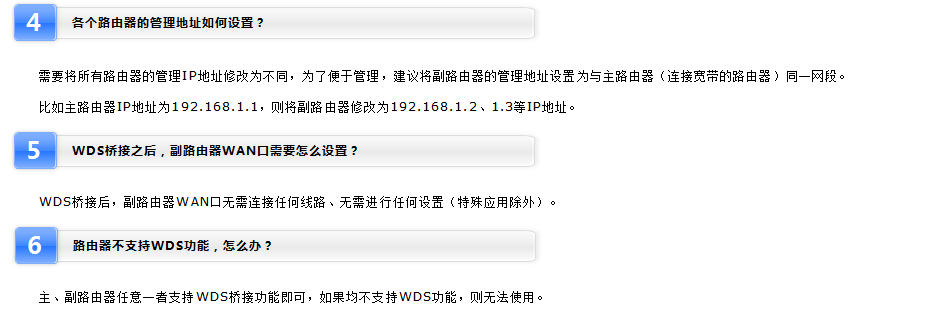 4 各个路由器的管理地址如何设置？
需要将所有路由器的管理IP地址修改为不同，为了便于管理，建议将副路由器的管理地址设置为与主路由器（连接宽带的路由器）同一网段。
比如主路由器IP地址为192.168.1.1，则将副路由器修改为192.168.1.2、1.3等IP地址。
5 WDS桥接之后，副路由器WAN口需要怎么设置？
WDS桥接后，副路由器WAN口无需连接任何线路、无需进行任何设置（特殊应用除外）。
6 路由器不支持WDS功能，怎么办？
主、副路由器任意一者支持WDS桥接功能即可，如果均不支持WDS功能，则无法使用。